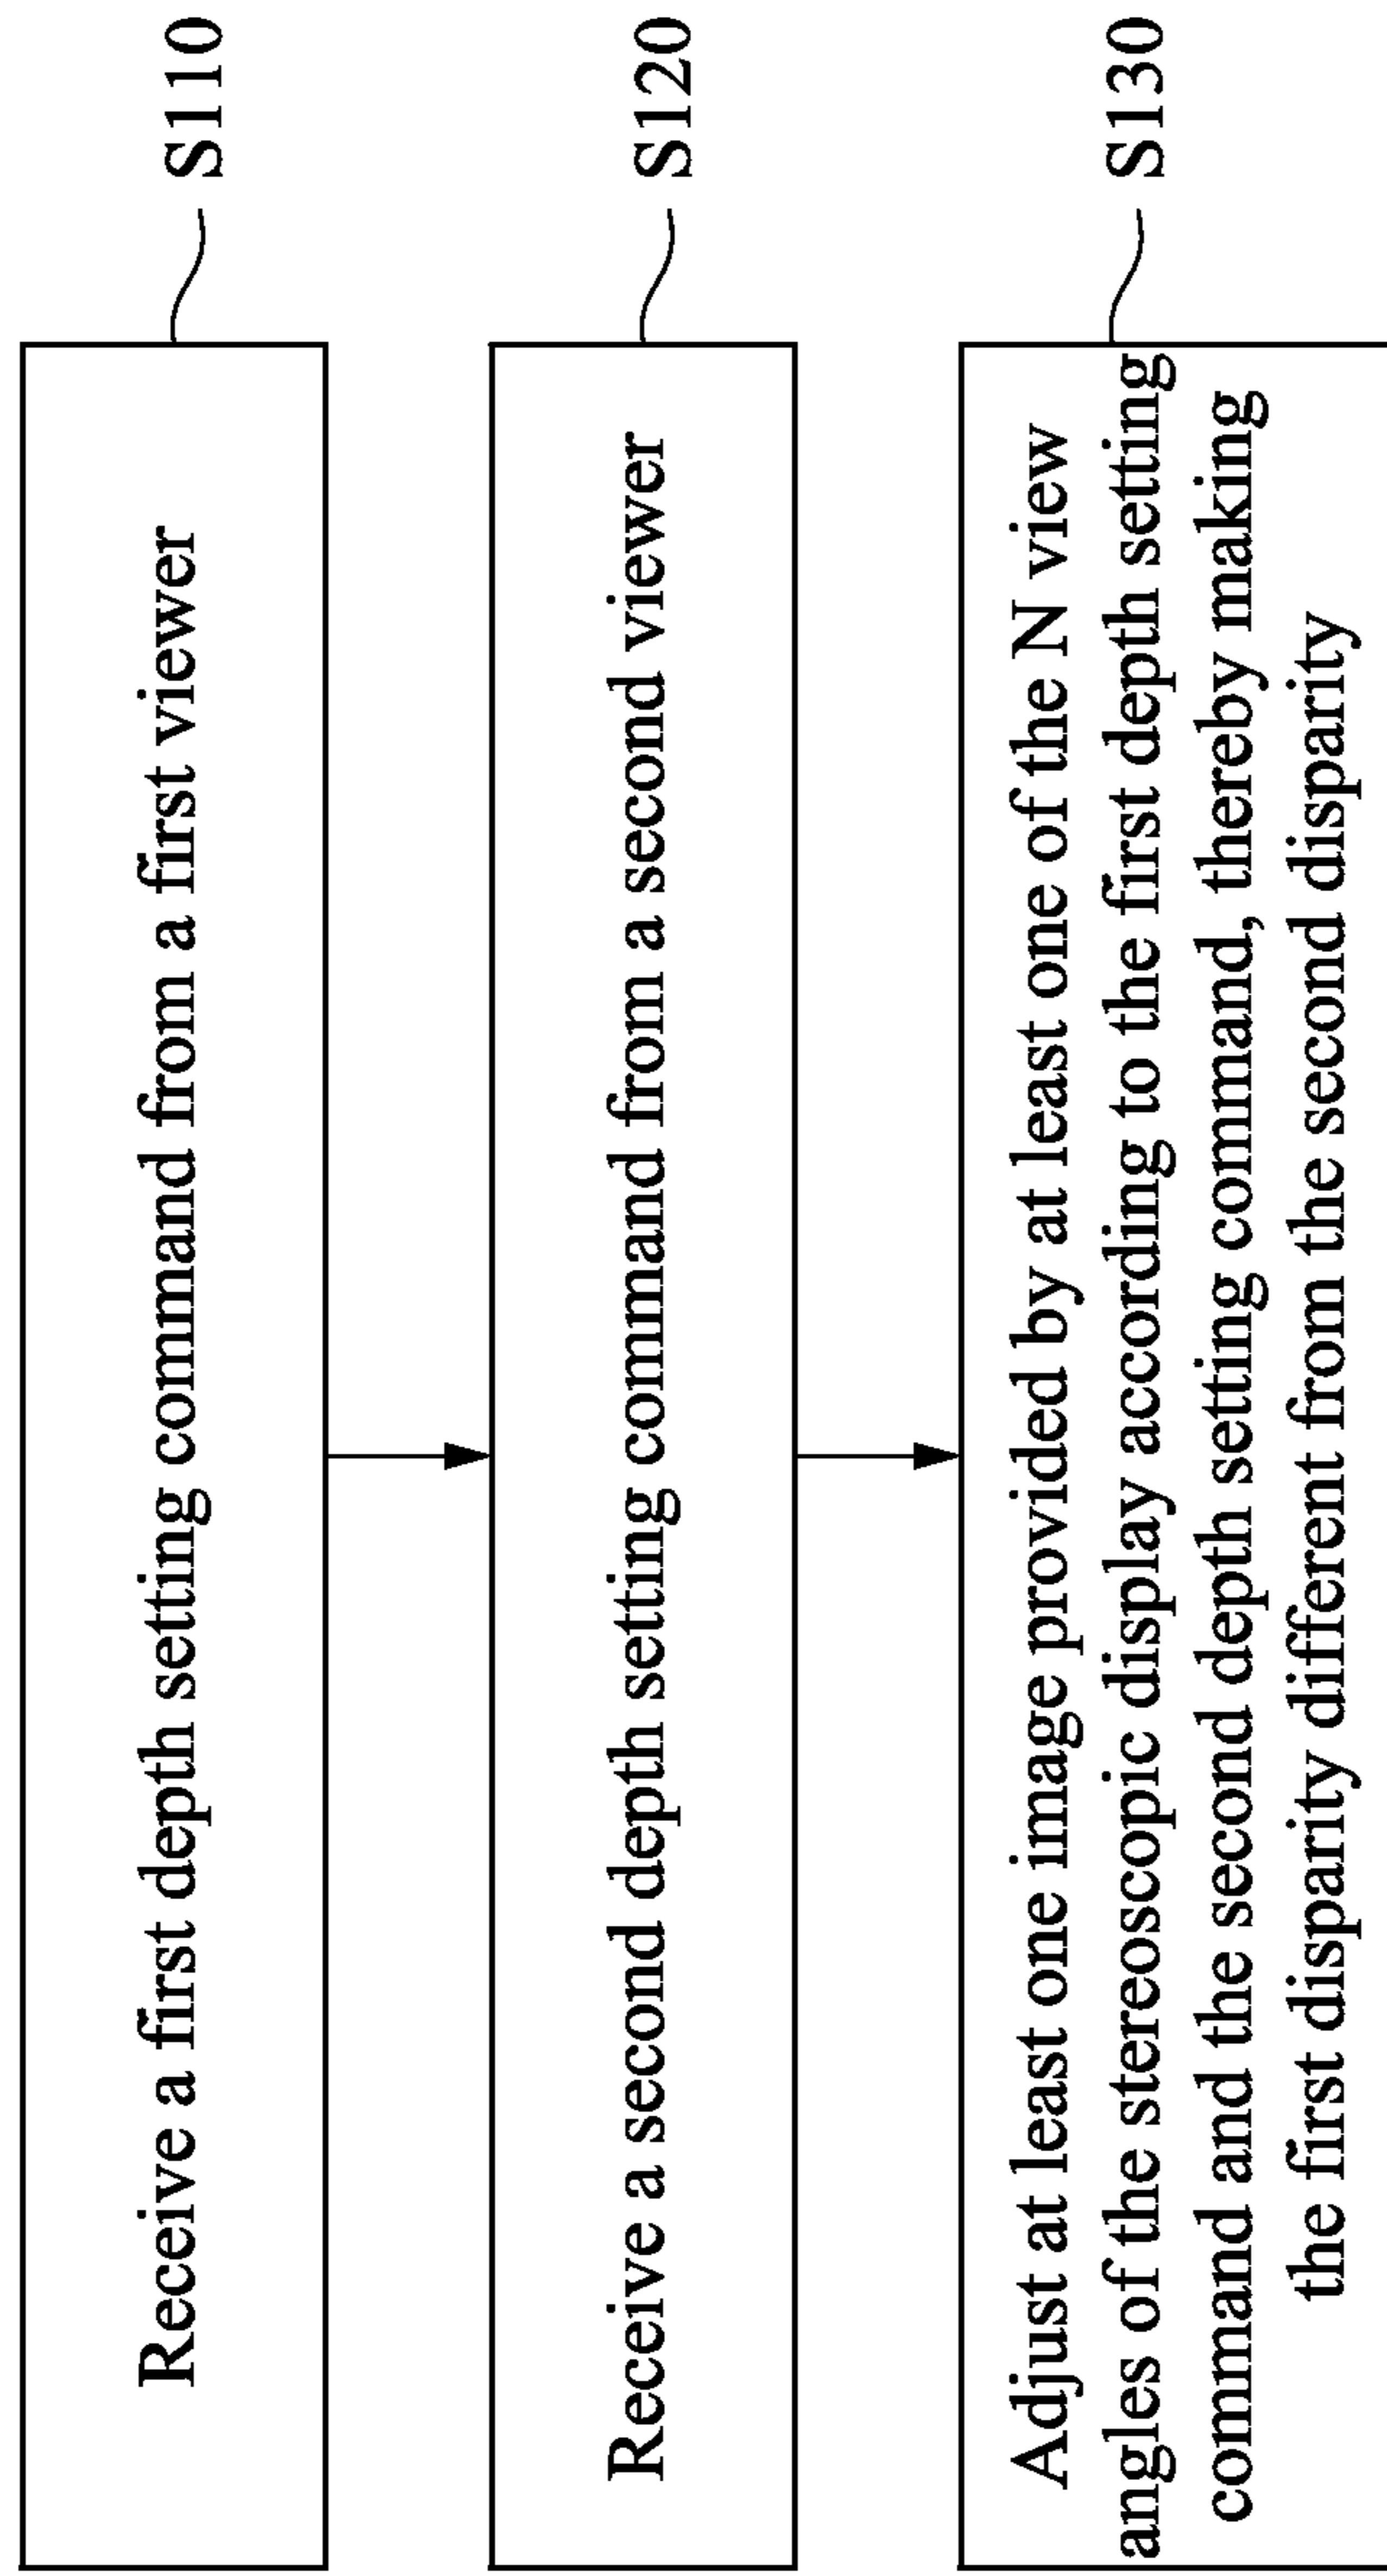 Receive a first depth setting command from a first viewer
S110
Receive a second depth setting command from a second viewer
S120
Adjust at least one image provided by at least one of the N view
angles of the stereoscopic display according to the first depth setting
command and the second depth setting command, thereby making
the first disparity different from the second disparity
S130